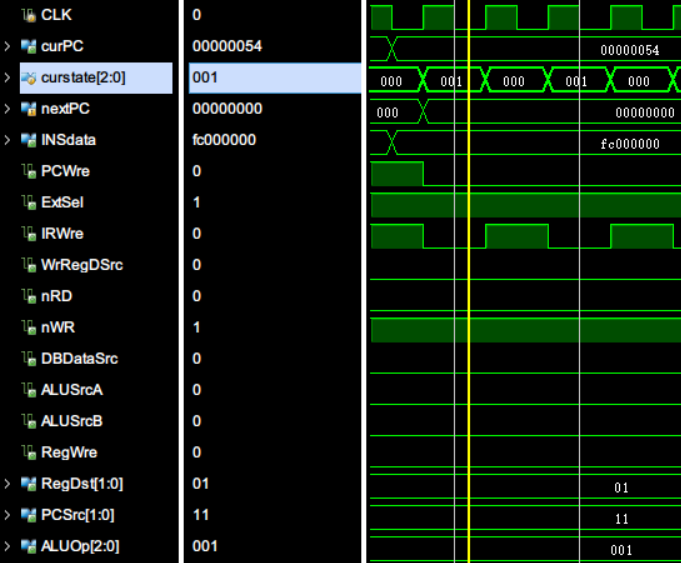 CLK 0
curPC 00000054 00000054
curstate[2:0] 001 000 001 000 001 000
nextPC 00000000 000 00000000
INSdata fc000000 fc000000
PCWre 0
ExtSel 1
IRWre 0
WrRegDSrc 0
nRD 0
nWR 1
DBDataSrc 0
ALUSrcA 0
ALUSrcB 0
RegWre 0
RegDst[1:0] 01 01
PCSrc[1:0] 11 11
ALUOp[2:0] 001 001